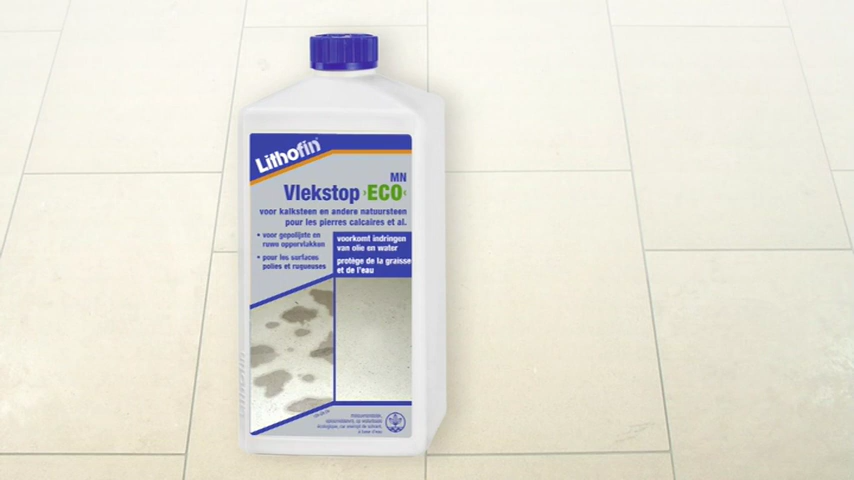 Lithofin
MN
Vlekstop ›ECO‹
voor kalksteen en andere natuursteen
pour les pierres calcaires et al.
• voor gepolijste en
ruwe oppervlakken
• pour les surfaces
polies et rugueuses
voorkomt indringen
van olie en water
protège de la graisse
et de l'eau